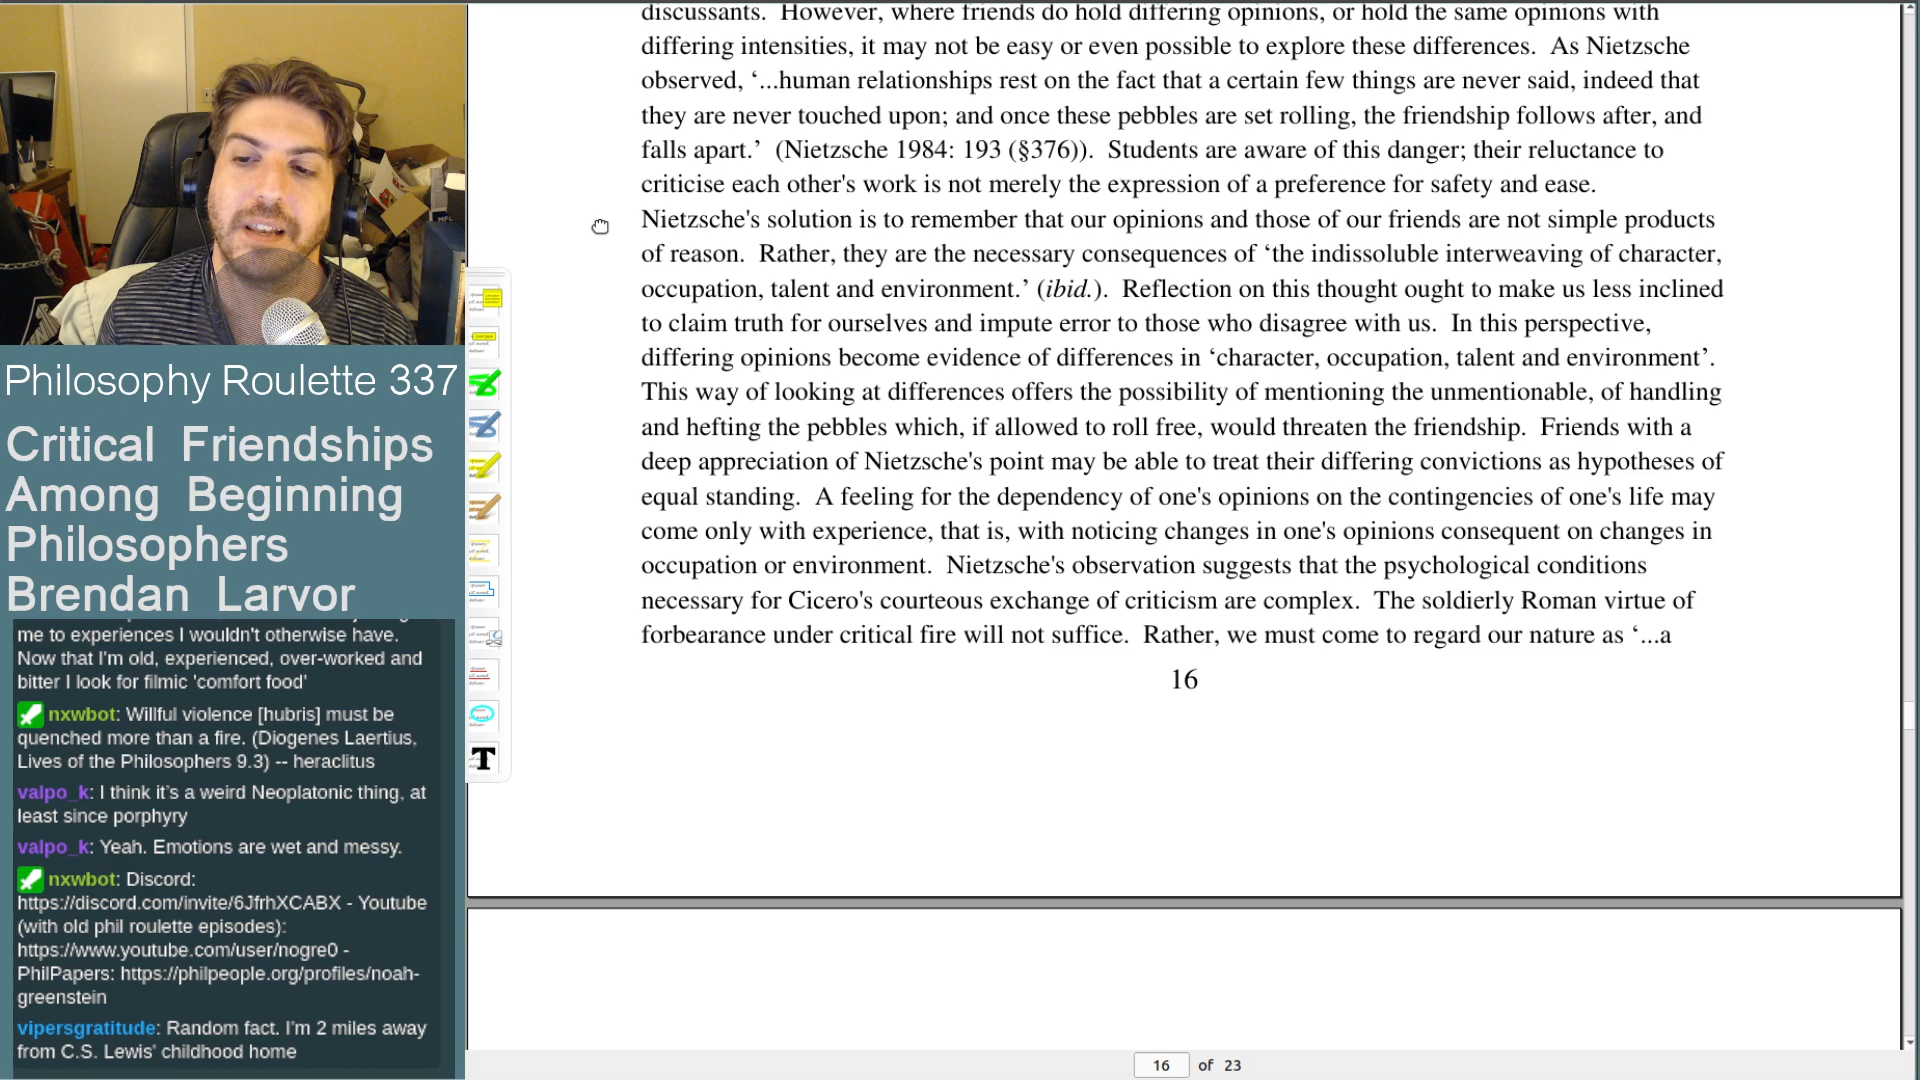 discussants.  However, where friends do hold differing opinions, or hold the same opinions with
differing intensities, it may not be easy or even possible to explore these differences.  As Nietzsche
observed, ‘...human relationships rest on the fact that a certain few things are never said, indeed that
they are never touched upon; and once these pebbles are set rolling, the friendship follows after, and
falls apart.’  (Nietzsche 1984: 193 (§376)).  Students are aware of this danger; their reluctance to
criticise each other's work is not merely the expression of a preference for safety and ease.
Nietzsche's solution is to remember that our opinions and those of our friends are not simple products
of reason.  Rather, they are the necessary consequences of ‘the indissoluble interweaving of character,
occupation, talent and environment.’ (ibid.).  Reflection on this thought ought to make us less inclined
to claim truth for ourselves and impute error to those who disagree with us.  In this perspective,
differing opinions become evidence of differences in ‘character, occupation, talent and environment’.
This way of looking at differences offers the possibility of mentioning the unmentionable, of handling
and hefting the pebbles which, if allowed to roll free, would threaten the friendship.  Friends with a
deep appreciation of Nietzsche's point may be able to treat their differing convictions as hypotheses of
equal standing.  A feeling for the dependency of one's opinions on the contingencies of one's life may
come only with experience, that is, with noticing changes in one's opinions consequent on changes in
occupation or environment.  Nietzsche's observation suggests that the psychological conditions
necessary for Cicero's courteous exchange of criticism are complex.  The soldierly Roman virtue of
forbearance under critical fire will not suffice.  Rather, we must come to regard our nature as ‘...a
16
Philosophy Roulette 337
Critical Friendships
Among Beginning
Philosophers
Brendan Larvor
me to experiences I wouldn't otherwise have.
Now that I'm old, experienced, over-worked and
bitter I look for filmic 'comfort food'
nxwbot: Willful violence [hubris] must be
quenched more than a fire. (Diogenes Laertius,
Lives of the Philosophers 9.3) -- heraclitus
valpo_k: I think it's a weird Neoplatonic thing, at
least since porphyry
valpo_k: Yeah. Emotions are wet and messy.
nxwbot: Discord:
https://discord.com/invite/6JfrhXCABX - Youtube
(with old phil roulette episodes):
https://www.youtube.com/user/nogre0 -
PhilPapers: https://philpeople.org/profiles/noah-
greenstein
vipersgratitude: Random fact. I'm 2 miles away
from C.S. Lewis' childhood home
T
16 of 23